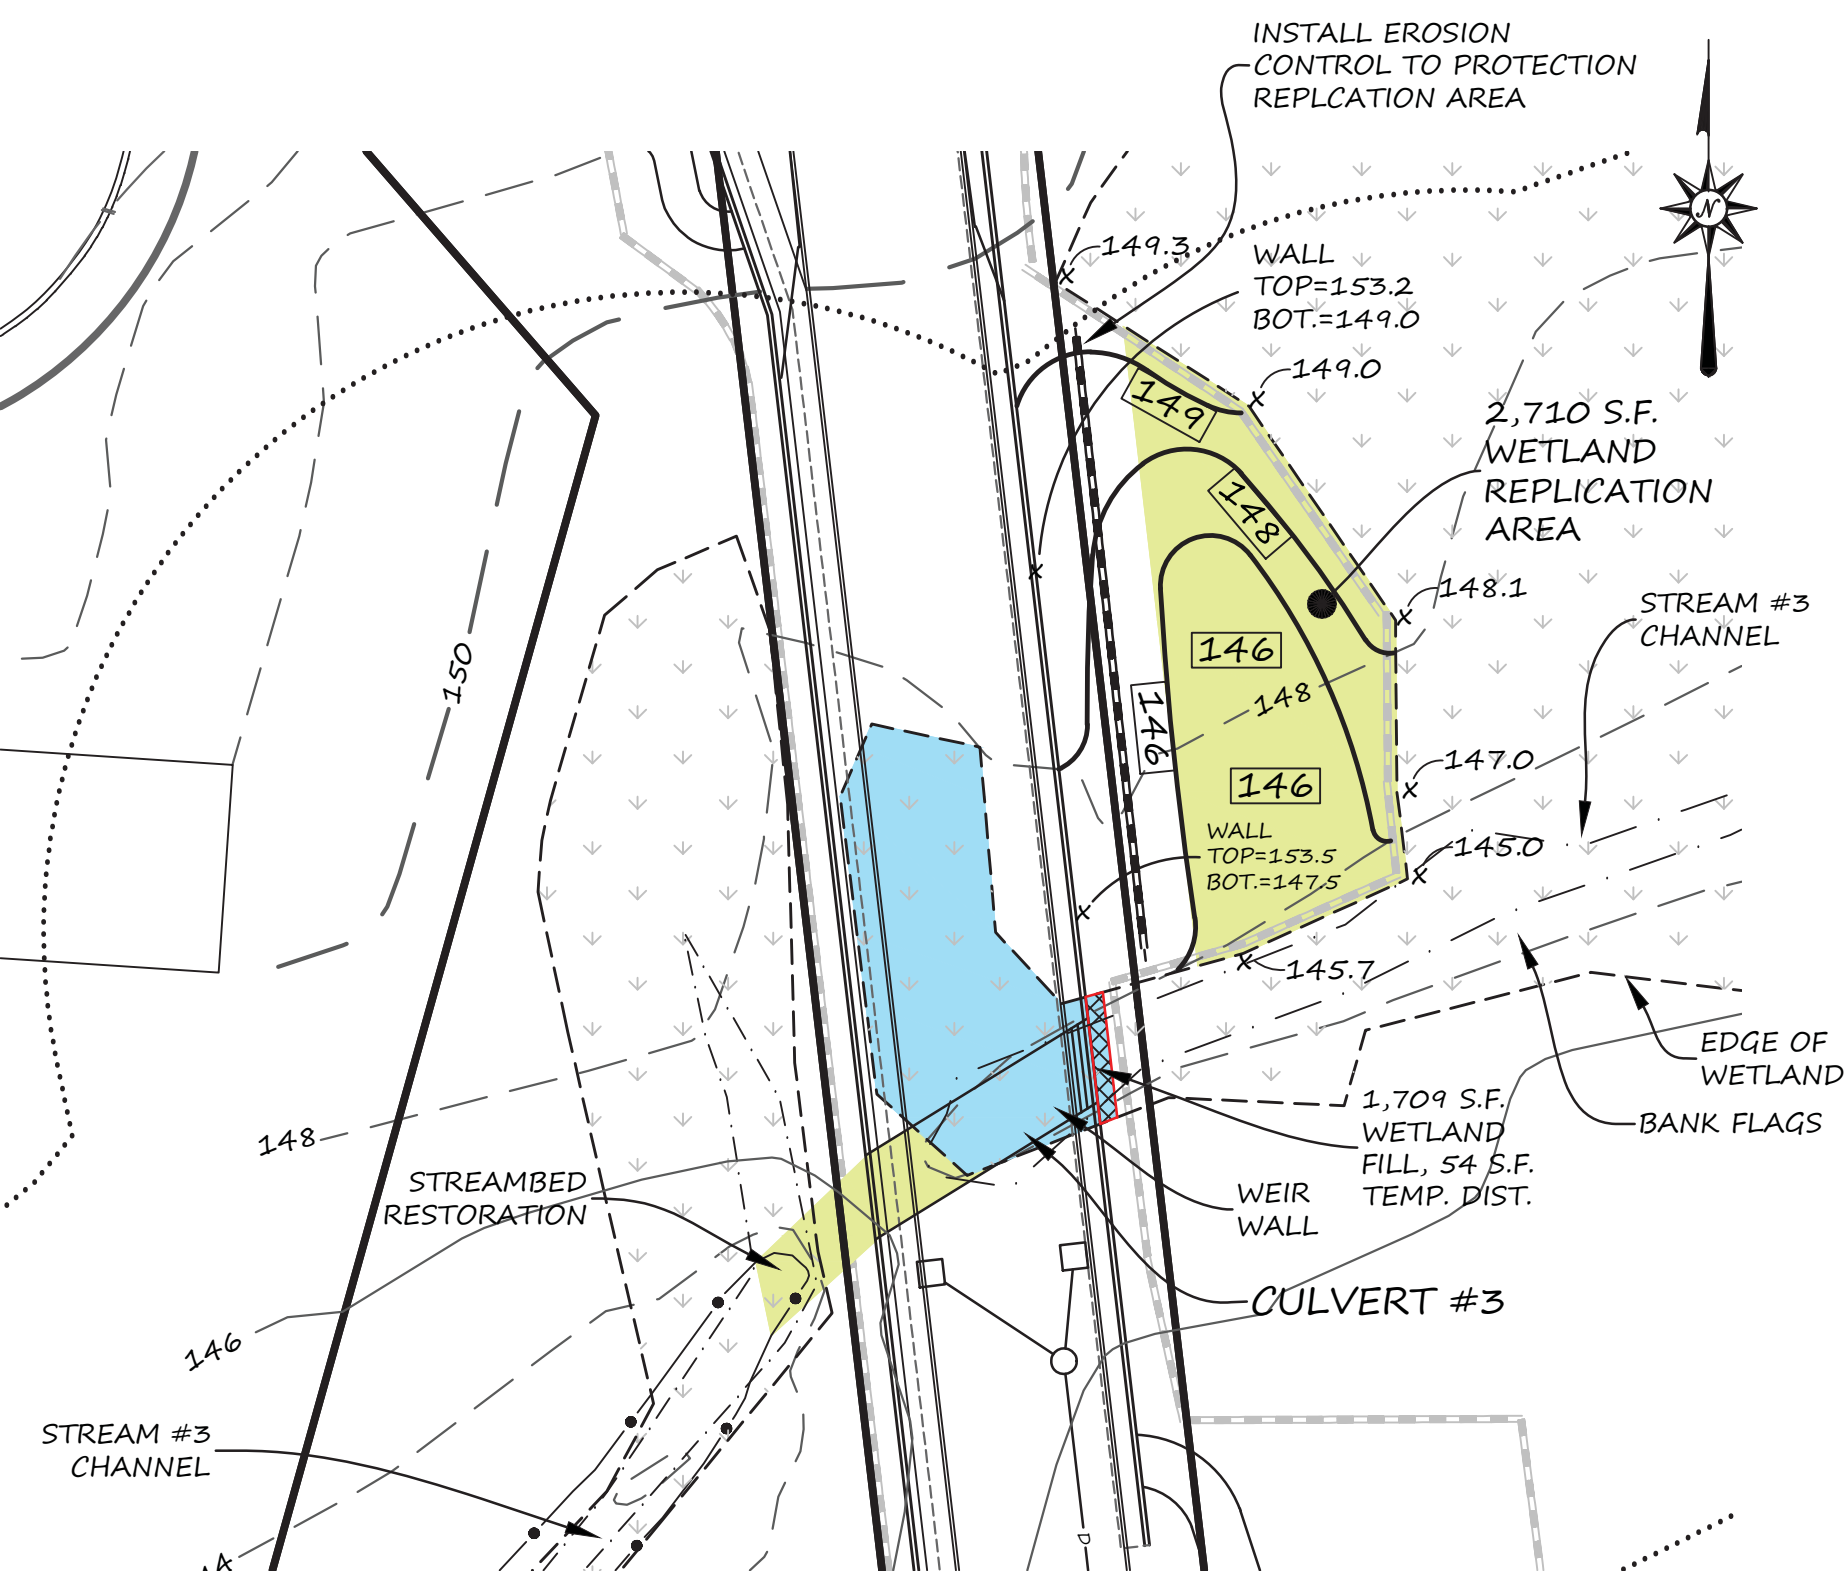 INSTALL EROSION
CONTROL TO PROTECTION
REPLCATION AREA
N
149.3
WALL
TOP=153.2
BOT.=149.0
149.0
149
2,710 S.F.
WETLAND
REPLICATION
AREA
148
148.1
STREAM #3
CHANNEL
146
150
148
146
147.0
146
WALL
TOP=153.5
BOT.=147.5
145.0
145.7
EDGE OF
WETLAND
BANK FLAGS
1,709 S.F.
WETLAND
FILL, 54 S.F.
TEMP. DIST.
148
STREAMBED
RESTORATION
WEIR
WALL
CULVERT #3
146
STREAM #3
CHANNEL
D